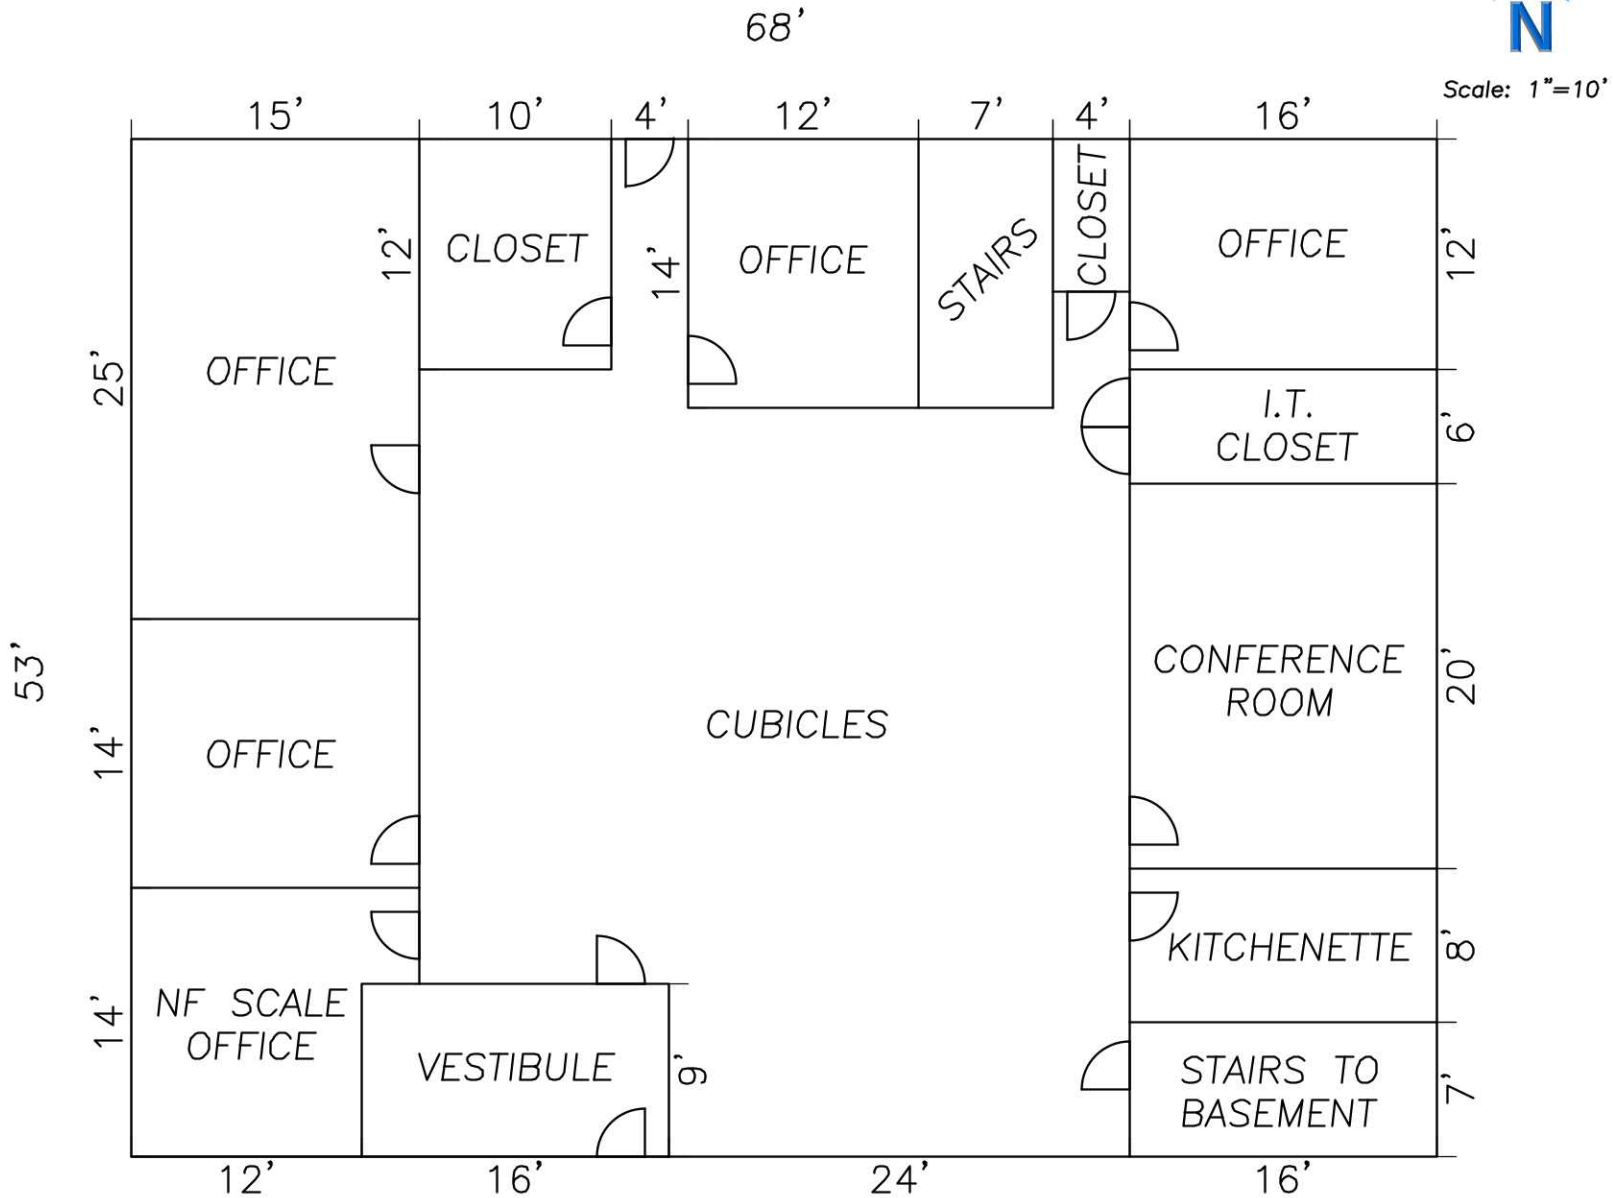 68’
N
Scale: 1"=10’
15’
10’
4’
12’
7’
4’
16’
12’
CLOSET
14’
OFFICE
STAIRS
CLOSET
OFFICE
12’
25’
OFFICE
I.T.
CLOSET
6’
53’
14’
OFFICE
CUBICLES
CONFERENCE
ROOM
20’
14’
NF SCALE
OFFICE
VESTIBULE
9’
KITCHENETTE
8’
STAIRS TO
BASEMENT
7’
12’
16’
24’
16’